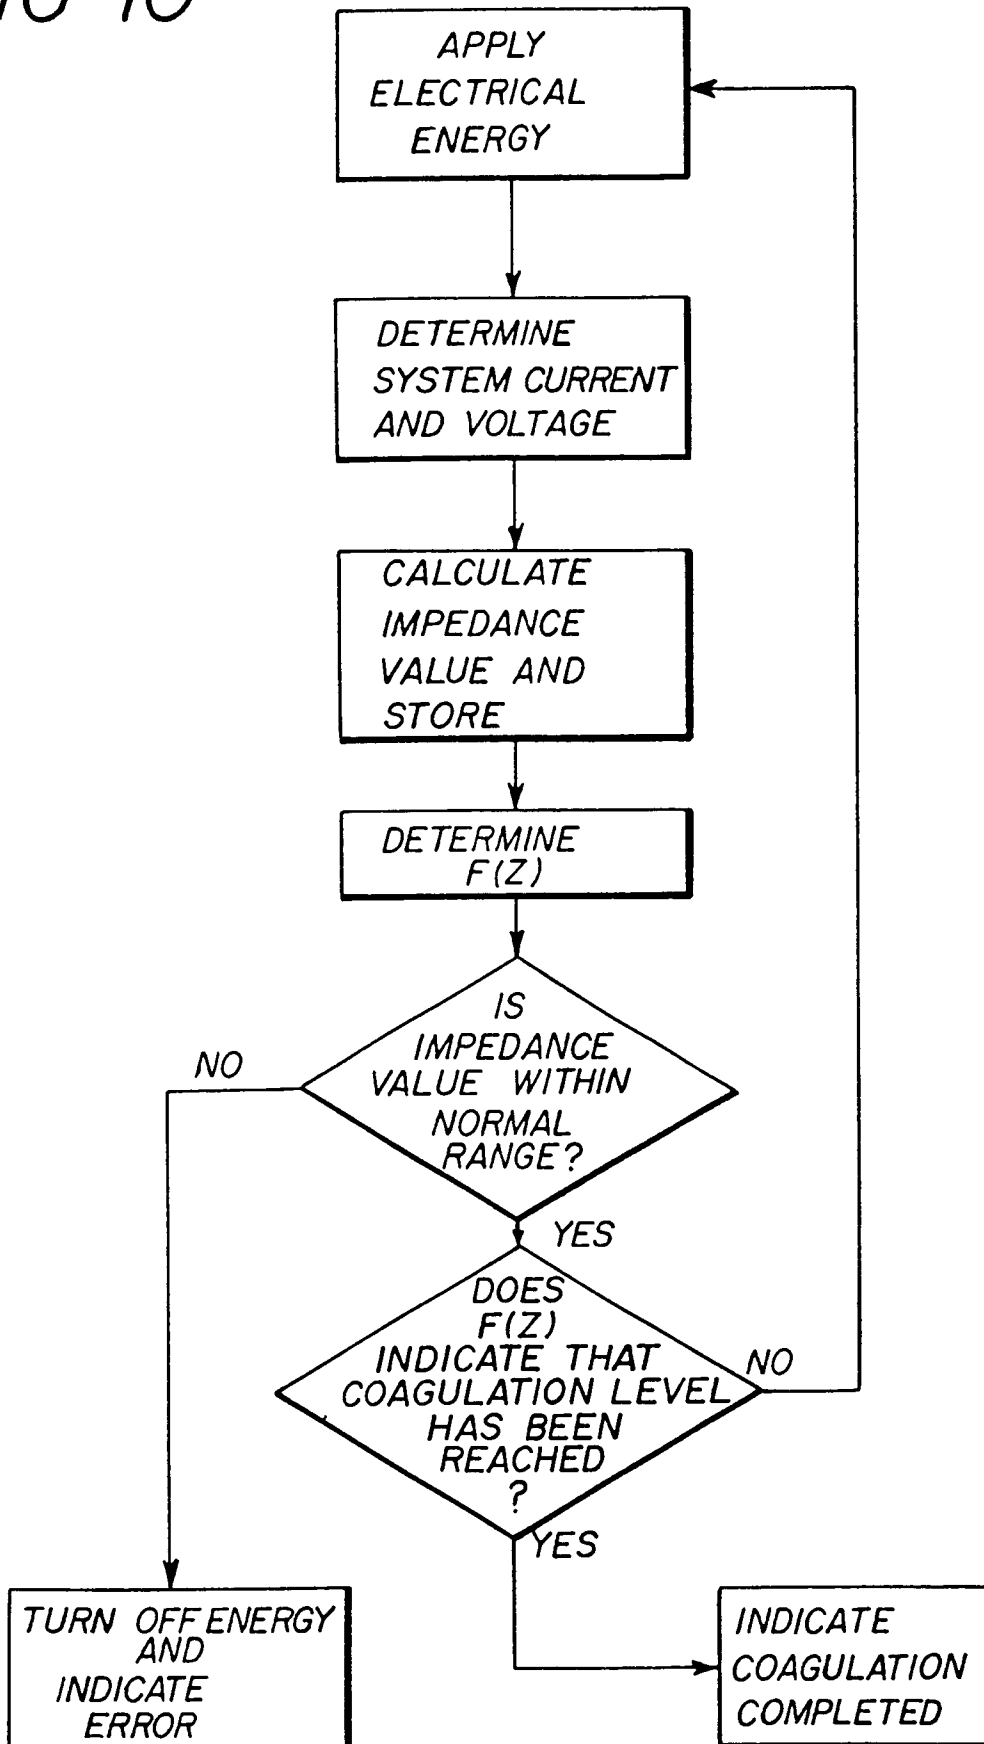 APPLY
ELECTRICAL
ENERGY
DETERMINE
SYSTEM CURRENT
AND VOLTAGE
CALCULATE
IMPEDANCE
VALUE AND
STORE
DETERMINE
F(Z)
IS
IMPEDANCE
VALUE WITHIN
NORMAL
RANGE?
NO
YES
DOES
F(Z)
INDICATE THAT
COAGULATION LEVEL
HAS BEEN
REACHED
?
NO
YES
TURN OFF ENERGY
AND
INDICATE
ERROR
INDICATE
COAGULATION
COMPLETED